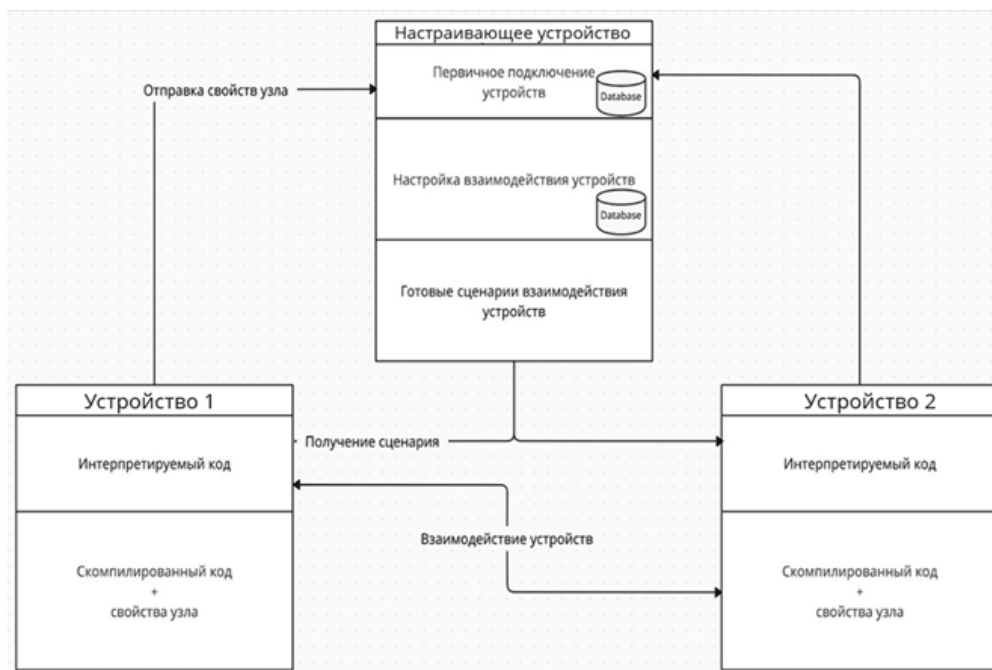 Настраивающее устройство
Первичное подключение
устройств
Database
Отправка свойств узла
Настройка взаимодействия устройств
Database
Готовые сценарии взаимодействия
устройств
Устройство 1
Интерпретируемый код
Скомпилированный код
+
свойства узла
Получение сценария
Взаимодействие устройств
Устройство 2
Интерпретируемый код
Скомпилированный код
+
свойства узла